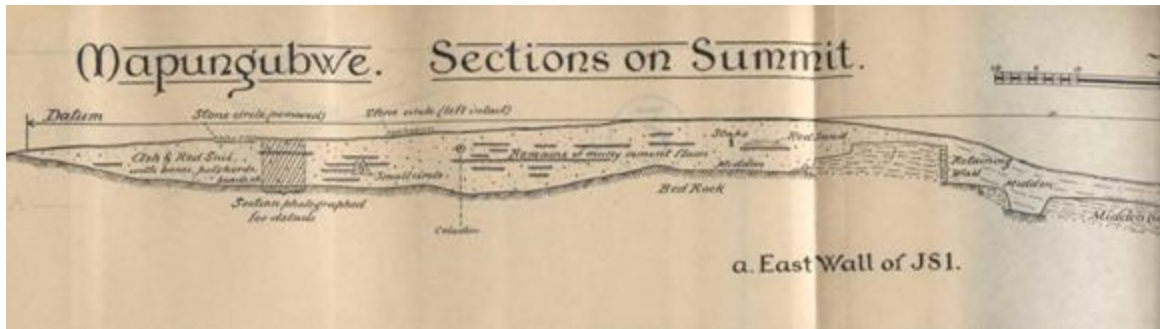 Mapungubwe. Sections on Summit.
Datum
Stone circle (removed)
Stone circle (left intact)
Ash & Red Soil
with bones, potsherds,
Section photographed
for details
Small circle
Celadon
Remains of many cement floors
Stake
Midden
Red Sand
Bed Rock
Retaining
Wall
Midden
Midden
a. East Wall of JS1.